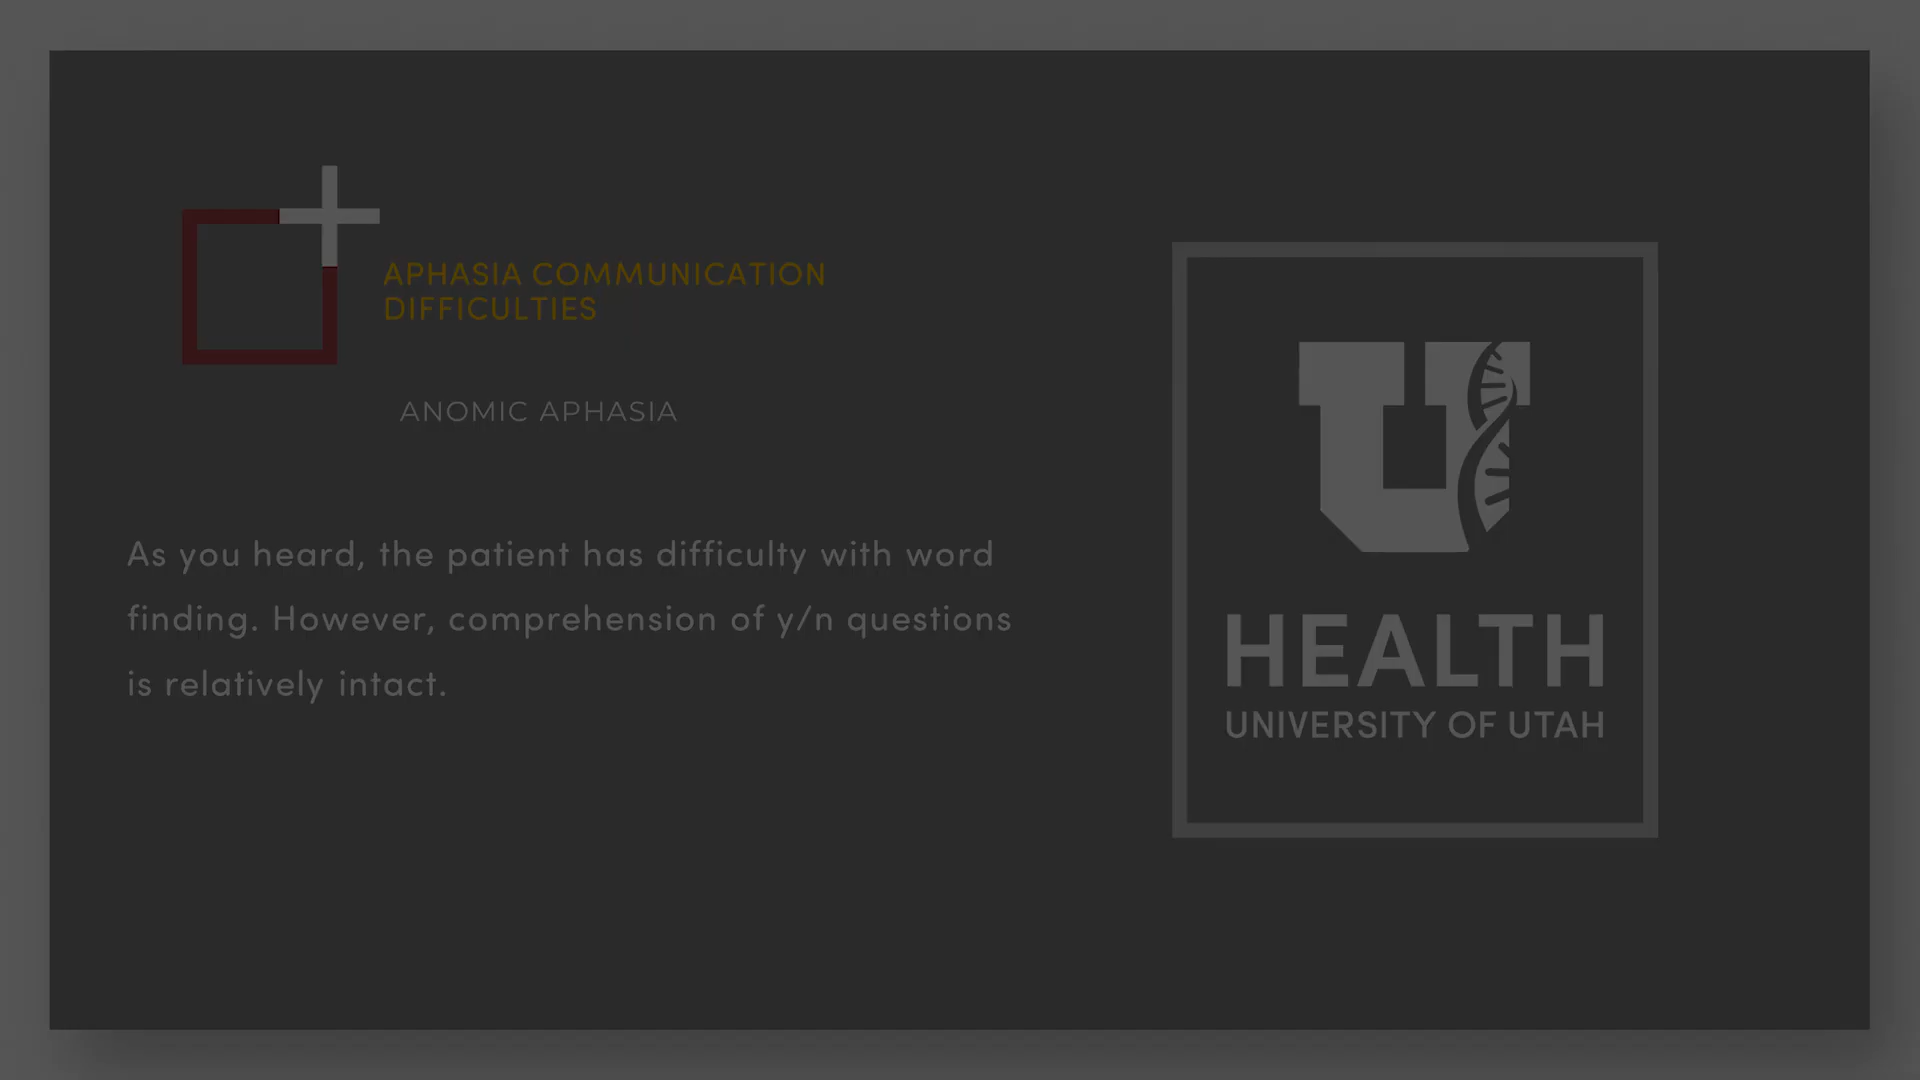 APHASIA COMMUNICATION
DIFFICULTIES
ANOMIC APHASIA
As you heard, the patient has difficulty with word
finding. However, comprehension of y/n questions
is relatively intact.
U
HEALTH
UNIVERSITY OF UTAH